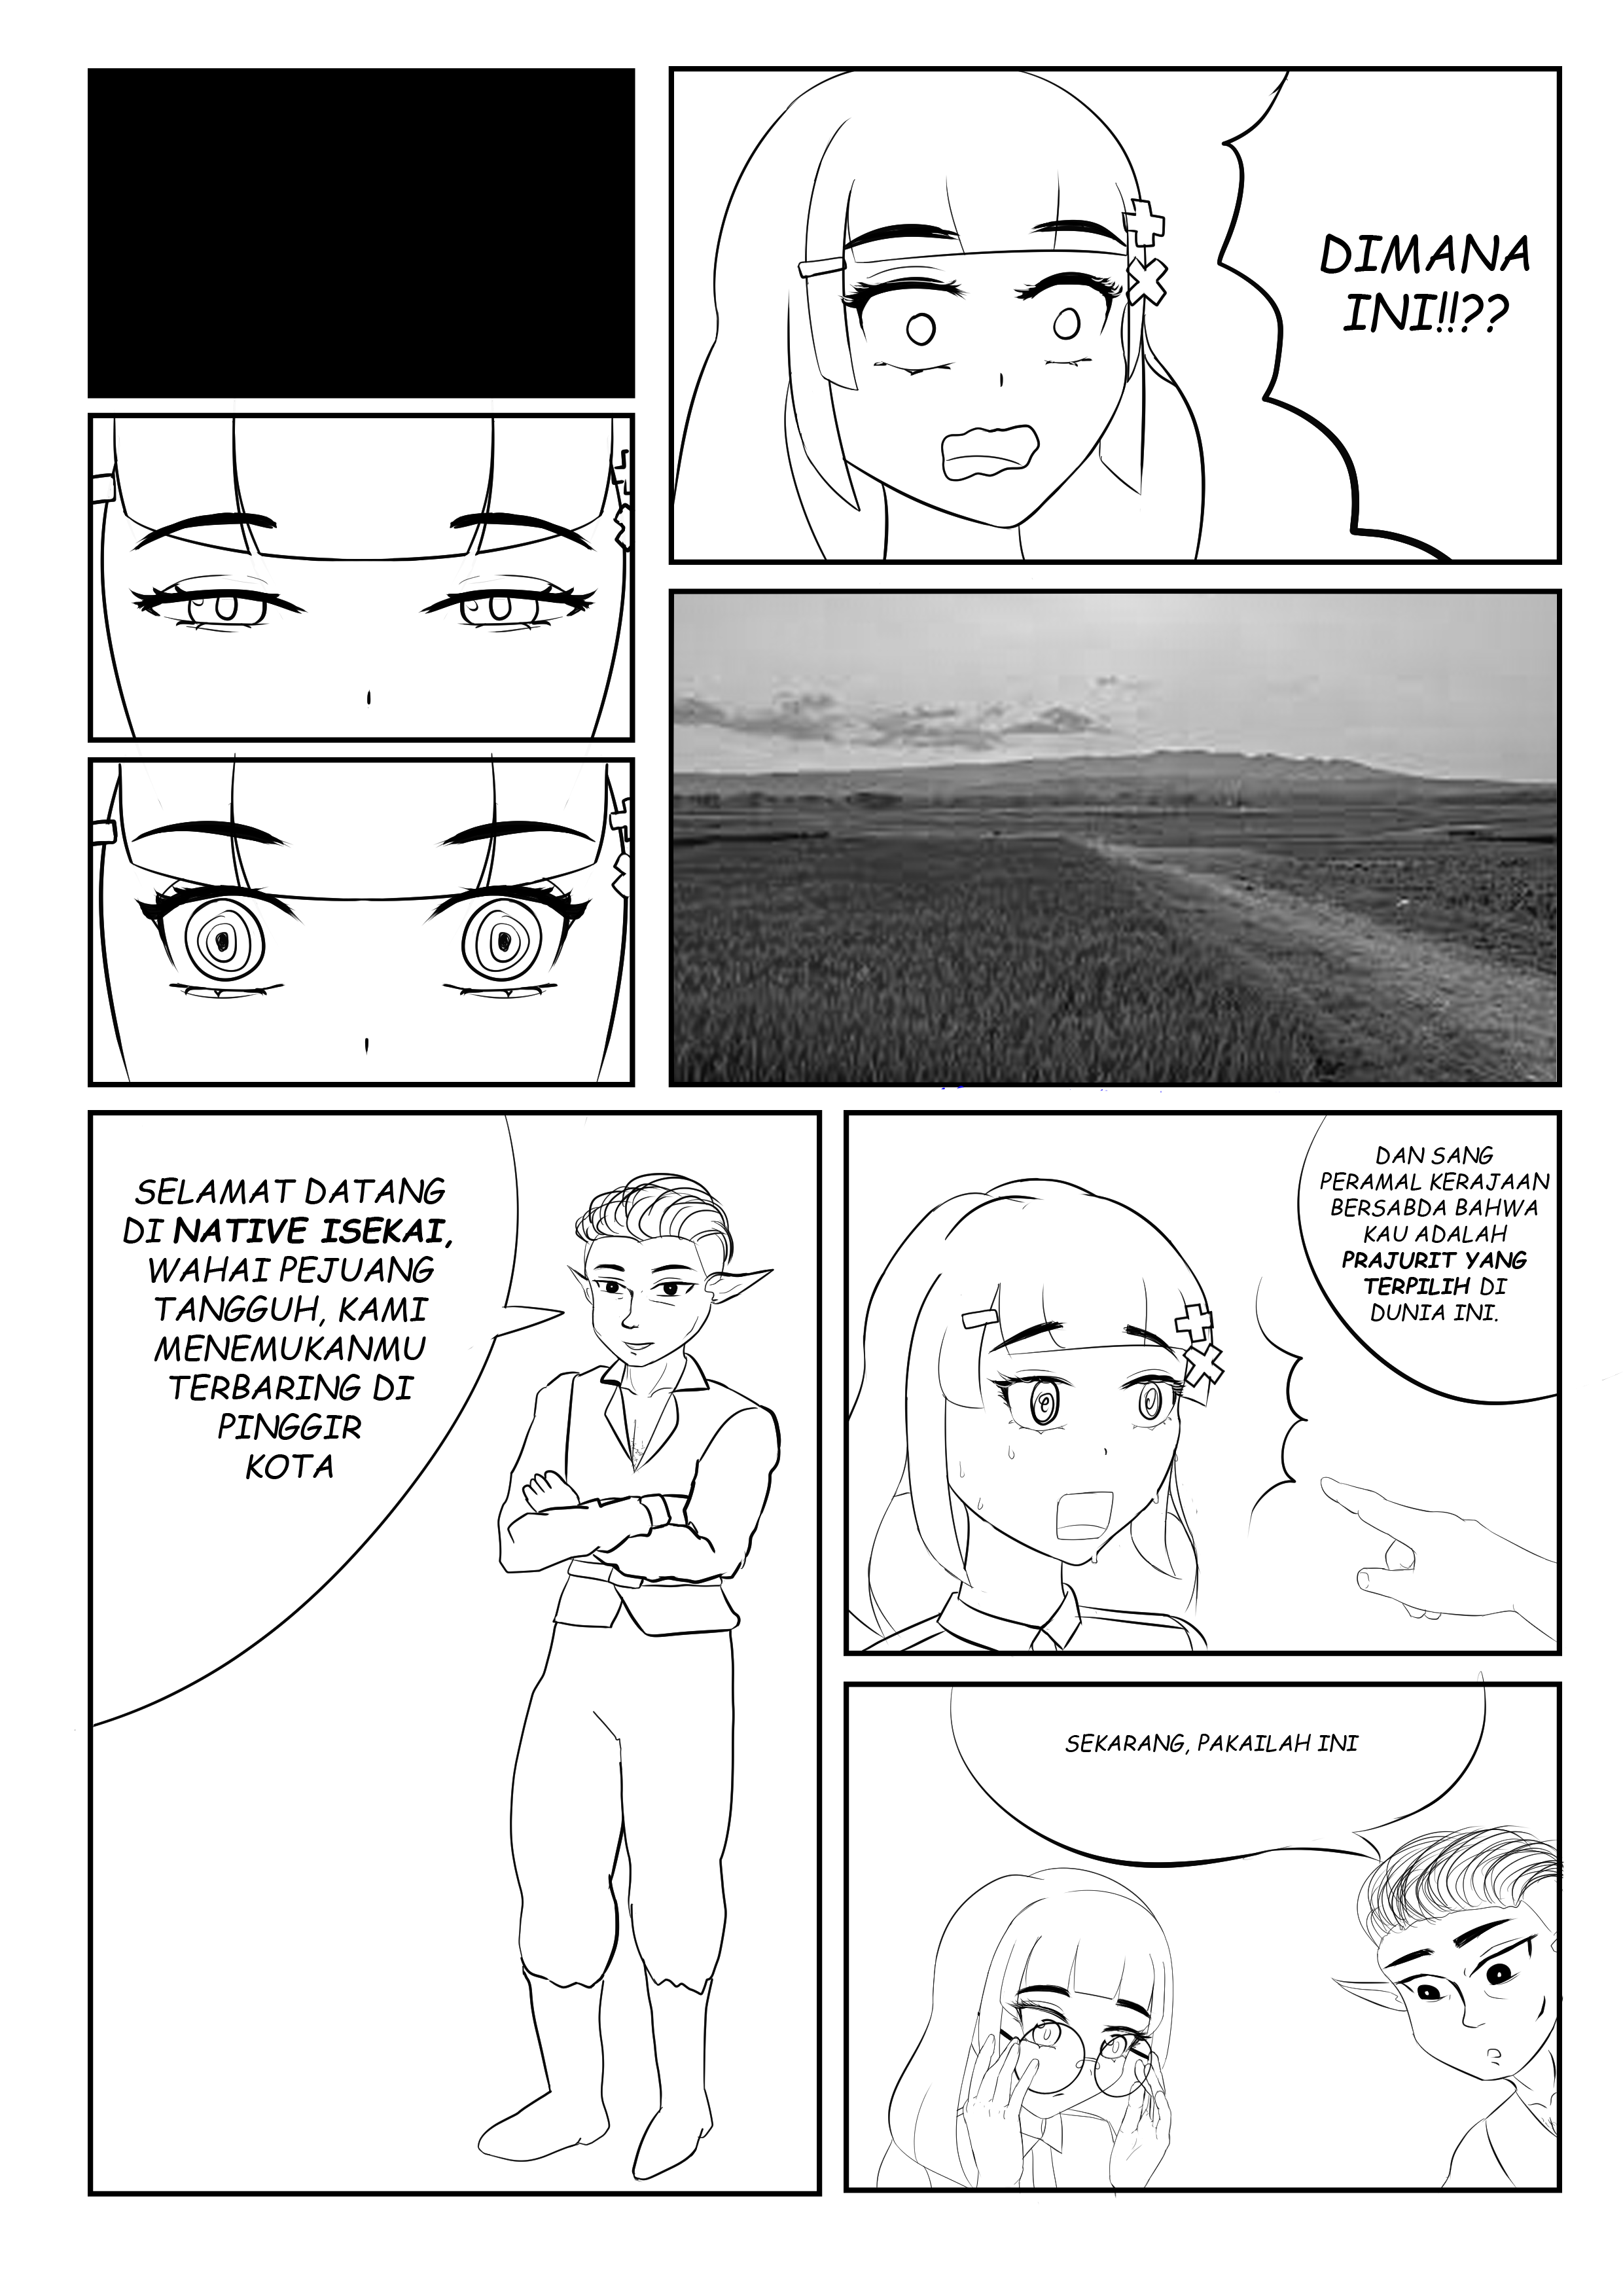 DIMANA
INI!!??
SELAMAT DATANG
DI NATIVE ISEKAI,
WAHAI PEJUANG
TANGGUH, KAMI
MENEMUKANMU
TERBARING DI
PINGGIR
KOTA
DAN SANG
PERAMAL KERAJAAN
BERSABDA BAHWA
KAU ADALAH
PRAJURIT YANG
TERPILIH DI
DUNIA INI.
SEKARANG, PAKAILAH INI